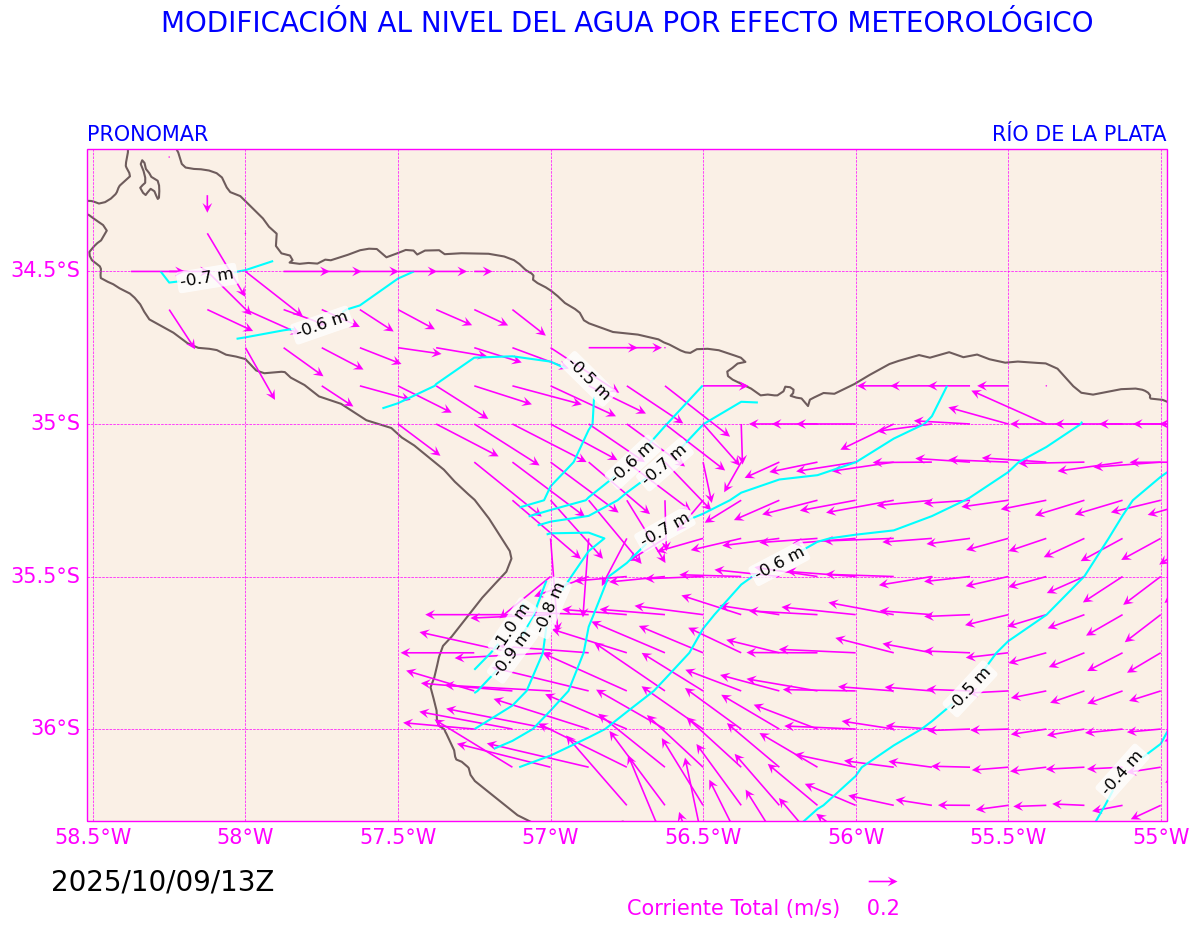 MODIFICACIÓN AL NIVEL DEL AGUA POR EFECTO METEOROLÓGICO
PRONOMAR RÍO DE LA PLATA
34.5°S
35°S
35.5°S
36°S
-0.7 m
-0.6 m
-0.5 m
-0.6 m
-0.7 m
-0.7 m
-0.6 m
-0.8 m
-1.0 m
-0.9 m
-0.5 m
-0.4 m
58.5°W 58°W 57.5°W 57°W 56.5°W 56°W 55.5°W 55°W
2025/10/09/13Z
Corriente Total (m/s) 0.2